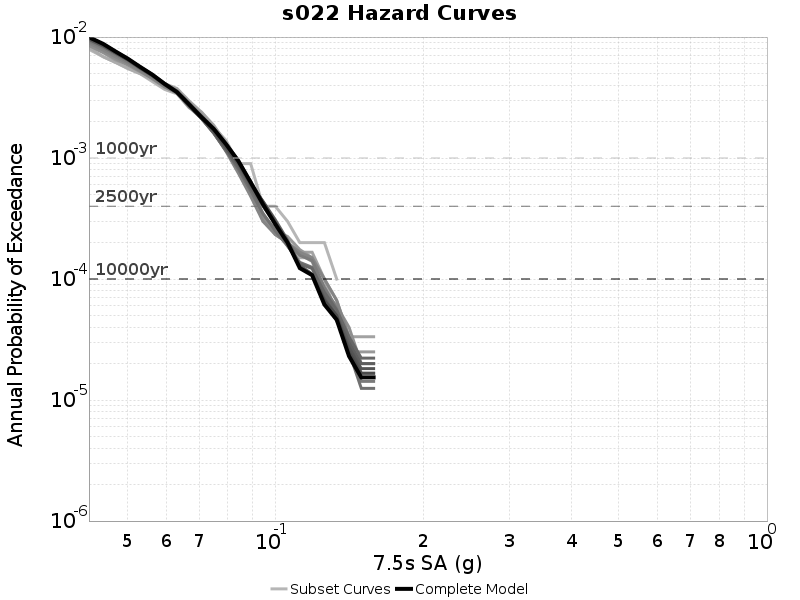 s022 Hazard Curves
Annual Probability of Exceedance
10-2
10-3
10-4
10-5
10-6
1000yr
2500yr
10000yr
5 6 7 10-1 2 3 4 5 6 7 8 100
7.5s SA (g)
Subset Curves Complete Model